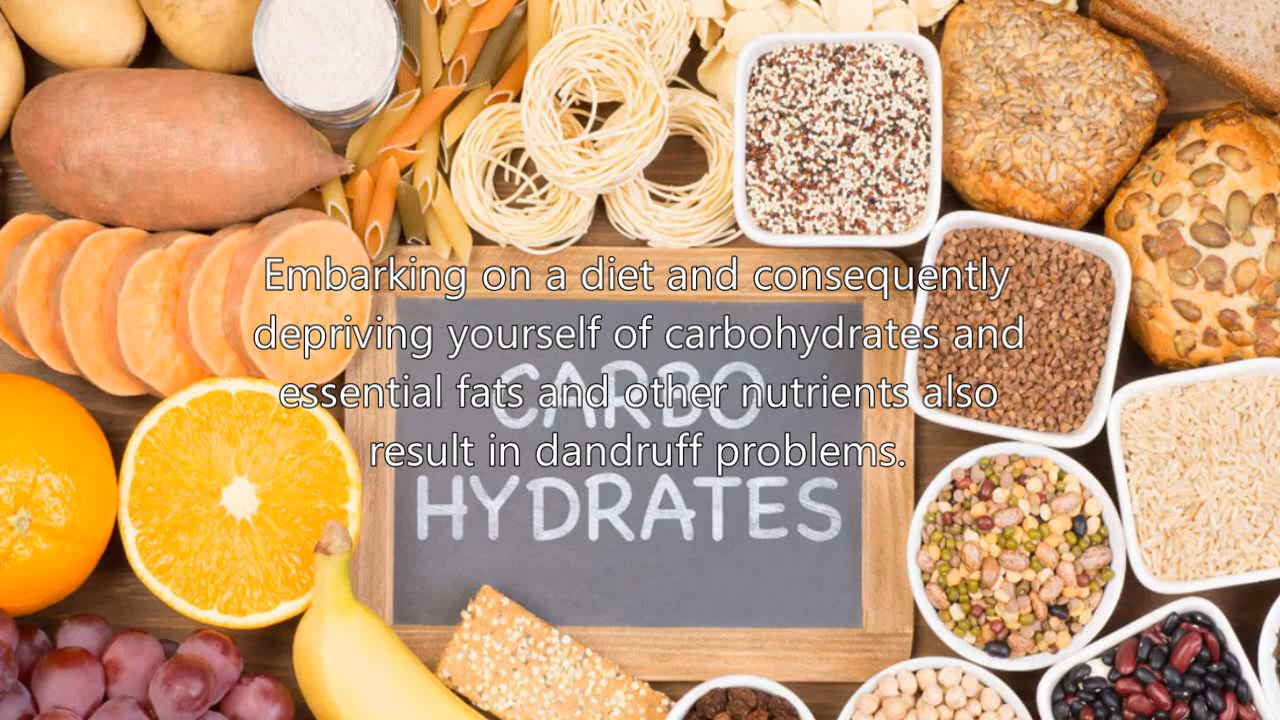 Embarking on a diet and consequently
depriving yourself of carbohydrates and
essential fats and other nutrients also
result in dandruff problems.
CARBO
HYDRATES